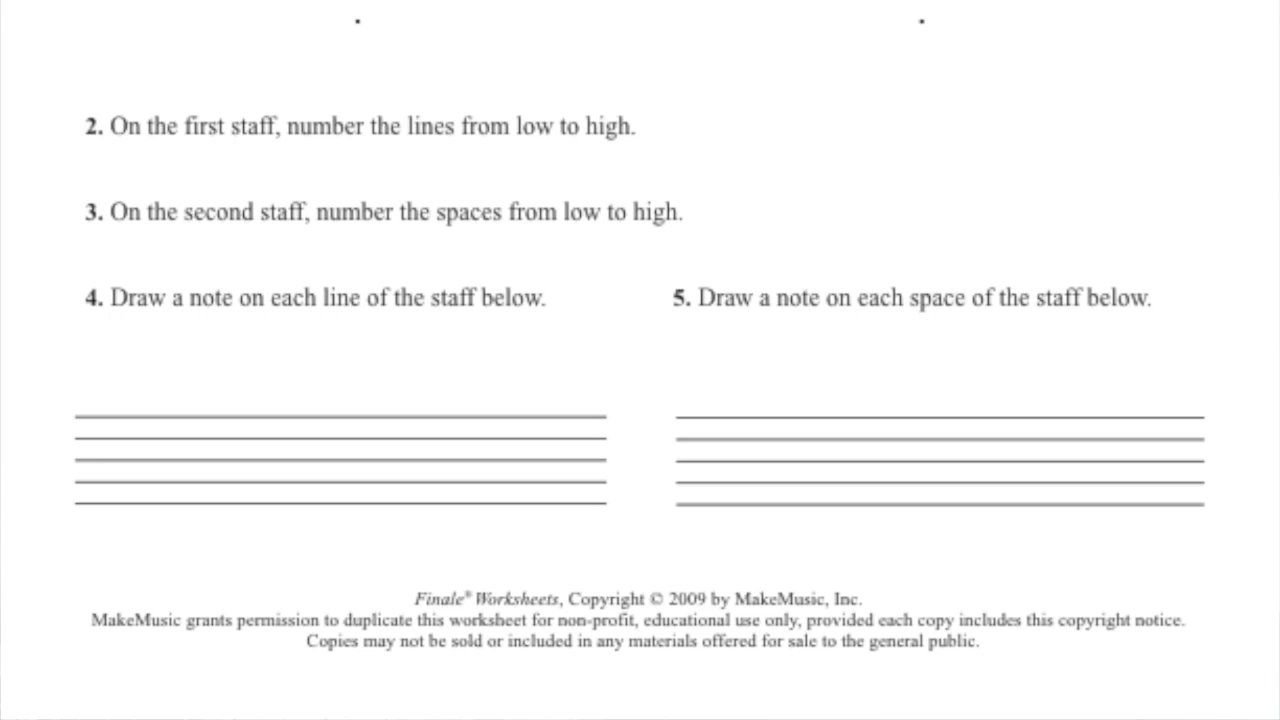 2. On the first staff, number the lines from low to high.
3. On the second staff, number the spaces from low to high.
4. Draw a note on each line of the staff below.
5. Draw a note on each space of the staff below.
Finale® Worksheets, Copyright © 2009 by MakeMusic, Inc.
MakeMusic grants permission to duplicate this worksheet for non-profit, educational use only, provided each copy includes this copyright notice.
Copies may not be sold or included in any materials offered for sale to the general public.